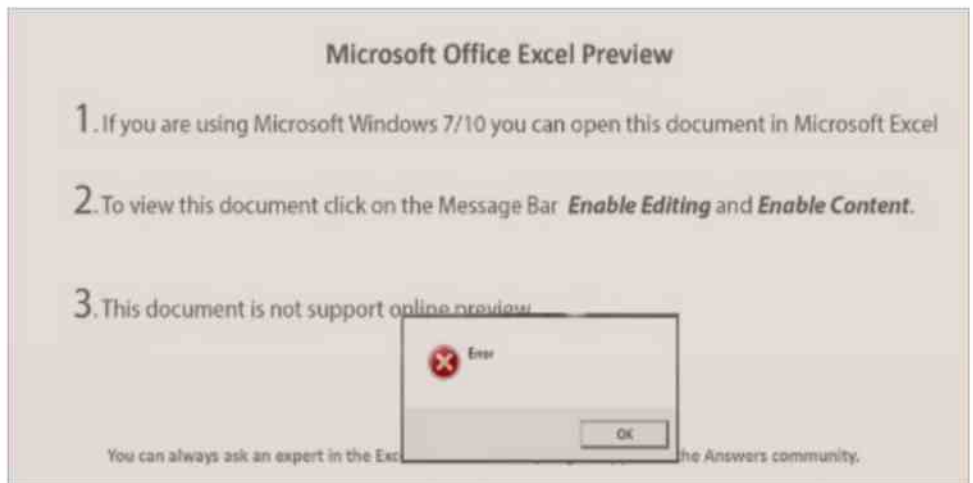 Microsoft Office Excel Preview
1. If you are using Microsoft Windows 7/10 you can open this document in Microsoft Excel
2. To view this document click on the Message Bar Enable Editing and Enable Content.
3. This document is not support online preview
Error
OK
You can always ask an expert in the Exc he Answers community.